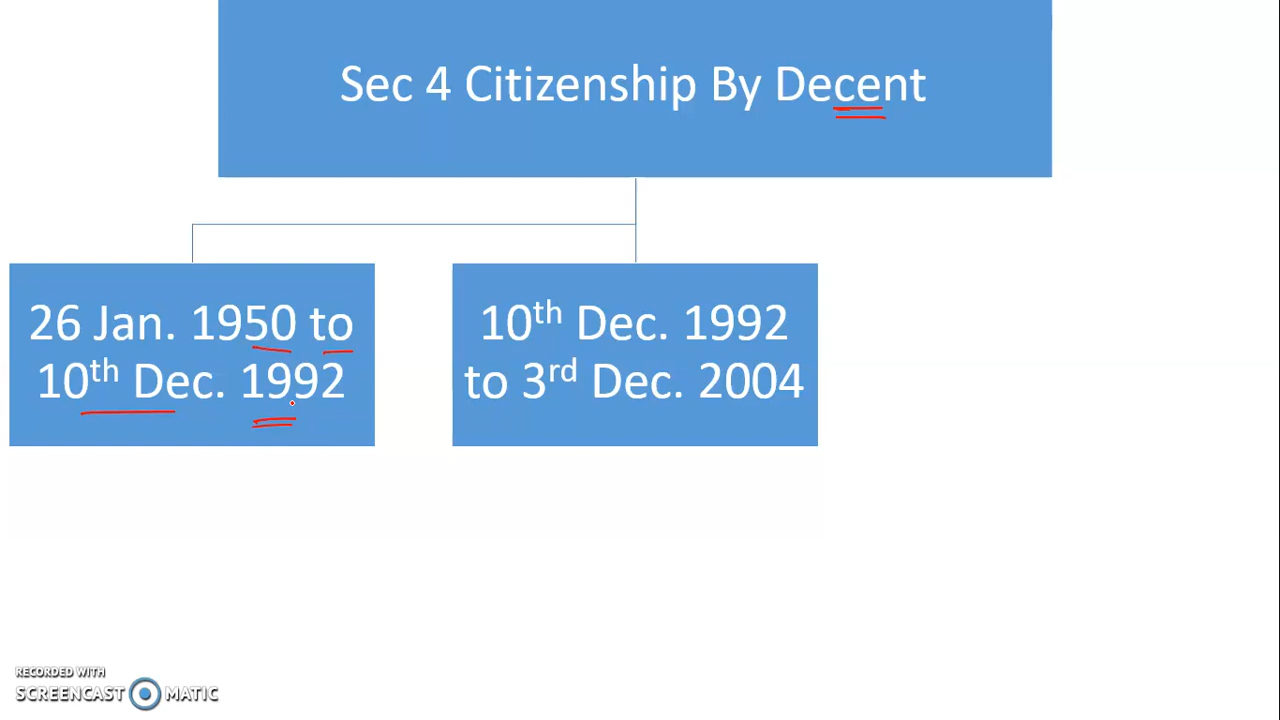 Sec 4 Citizenship By Decent
26 Jan. 1950 to
10th Dec. 1992
10th Dec. 1992
to 3rd Dec. 2004
RECORDED WITH
SCREENCAST MATIC